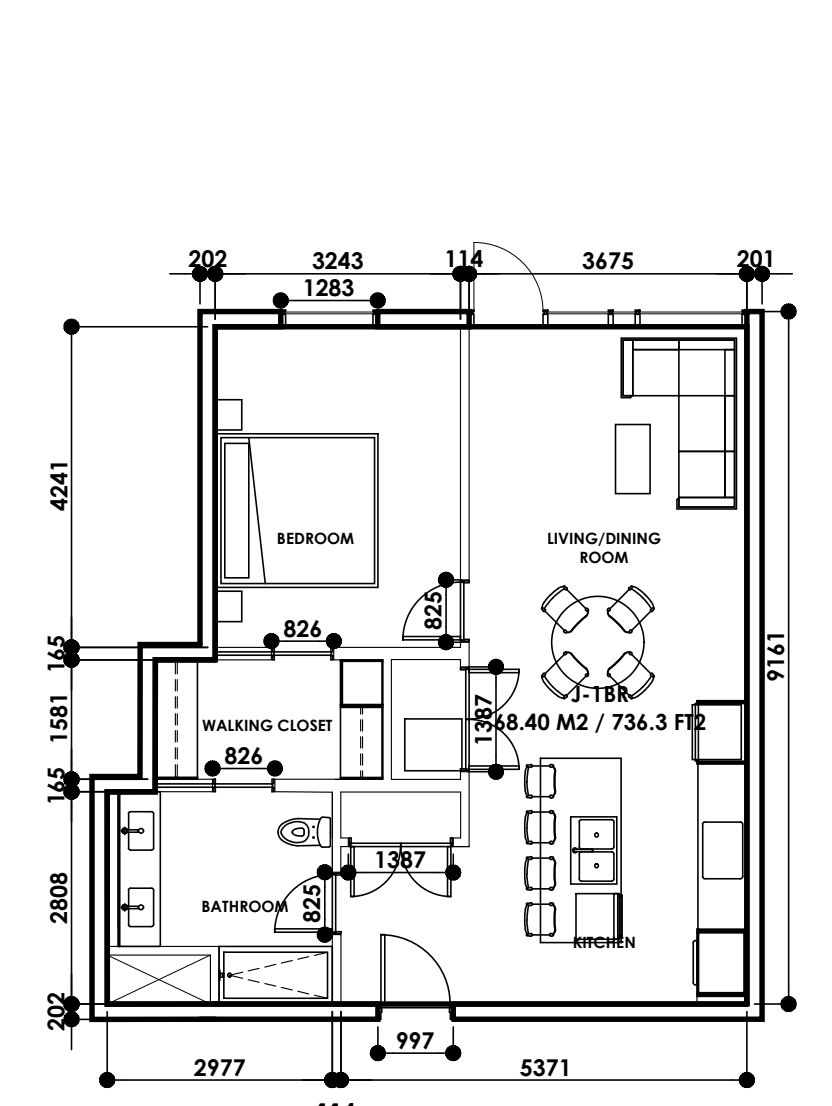 202
3243
114
3675
201
1283
4241
BEDROOM
LIVING/DINING
ROOM
825
826
165
9161
J-1BR
1581
WALKING CLOSET
1387
68.40 M2 / 736.3 FT2
826
165
1387
2808
BATHROOM
825
KITCHEN
202
997
2977
5371